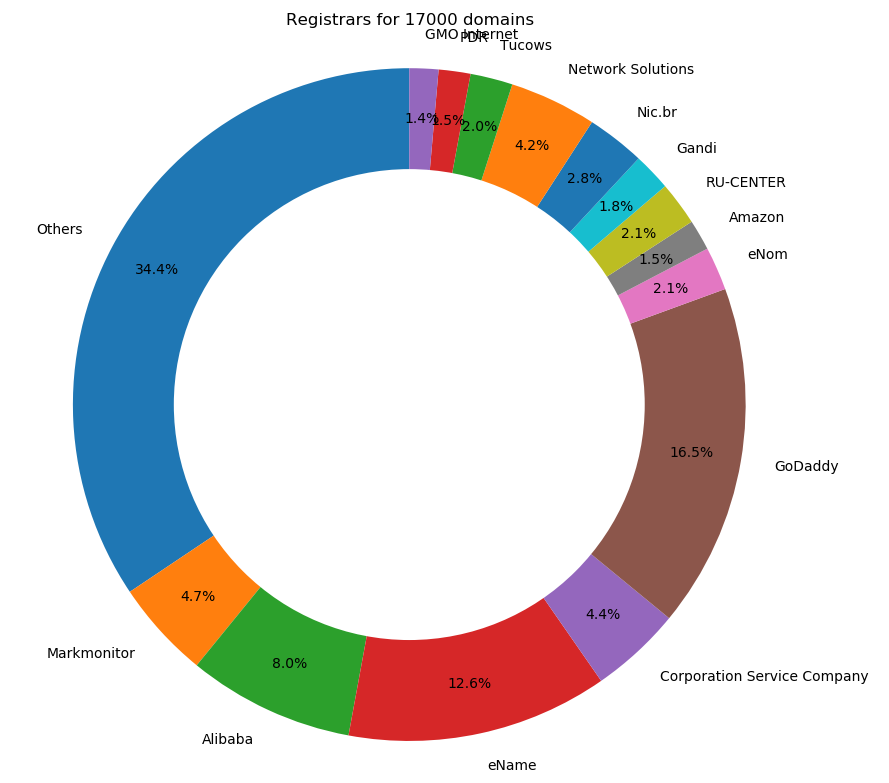 Registrars for 17000 domains
GMO Internet
PDR
Tucows
Network Solutions
Nic.br
Gandi
RU-CENTER
Amazon
eNom
GoDaddy
Corporation Service Company
eName
Alibaba
Markmonitor
Others
1.4%
1.5%
2.0%
4.2%
2.8%
1.8%
2.1%
1.5%
2.1%
16.5%
4.4%
12.6%
8.0%
4.7%
34.4%